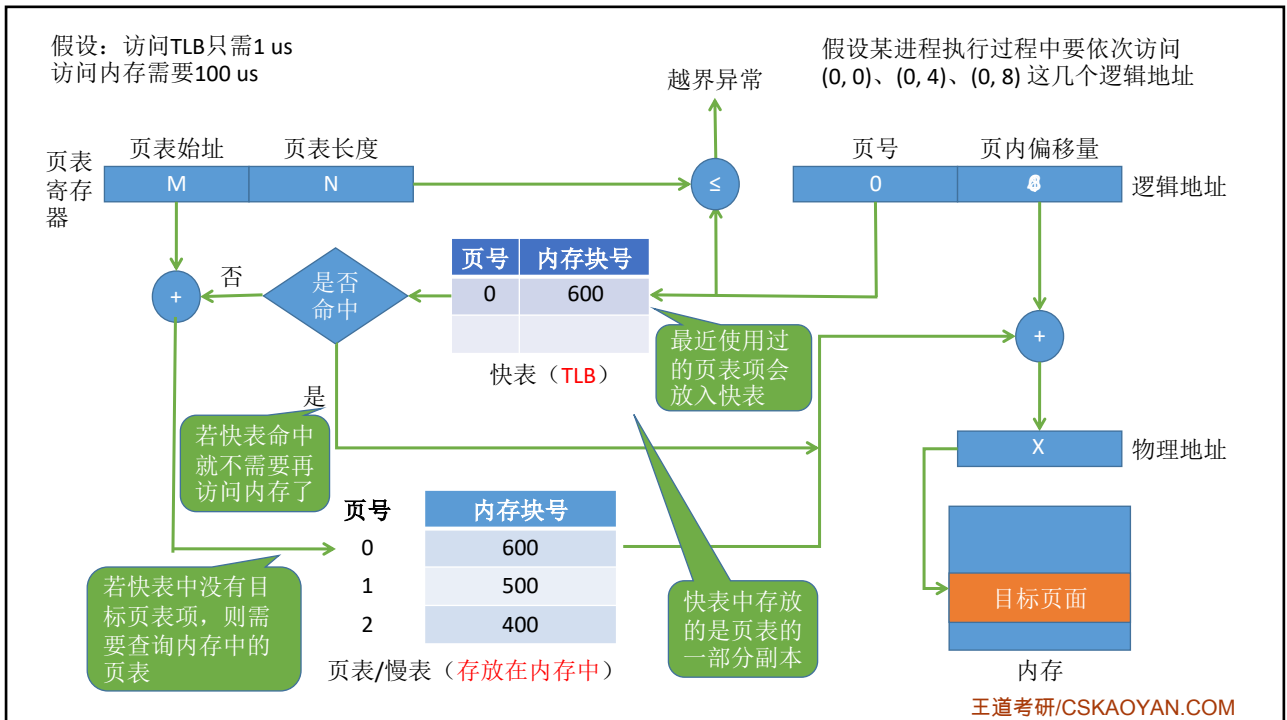 假设：访问TLB只需1 us
访问内存需要100 us
假设某进程执行过程中要依次访问
(0, 0)、(0, 4)、(0, 8) 这几个逻辑地址
越界异常
页表始址
页表长度
页号
页内偏移量
页表
寄存
器
M
N
≤
0
逻辑地址
页号
内存块号
0
600
是否
命中
否
+
+
最近使用过
的页表项会
放入快表
快表（TLB）
是
若快表命中
就不需要再
访问内存了
X
物理地址
页号
内存块号
0
600
1
500
2
400
若快表中没有目
标页表项，则需
要查询内存中的
页表
快表中存放
的是页表的
一部分副本
目标页面
页表/慢表（存放在内存中）
内存
王道考研/CSKAOYAN.COM